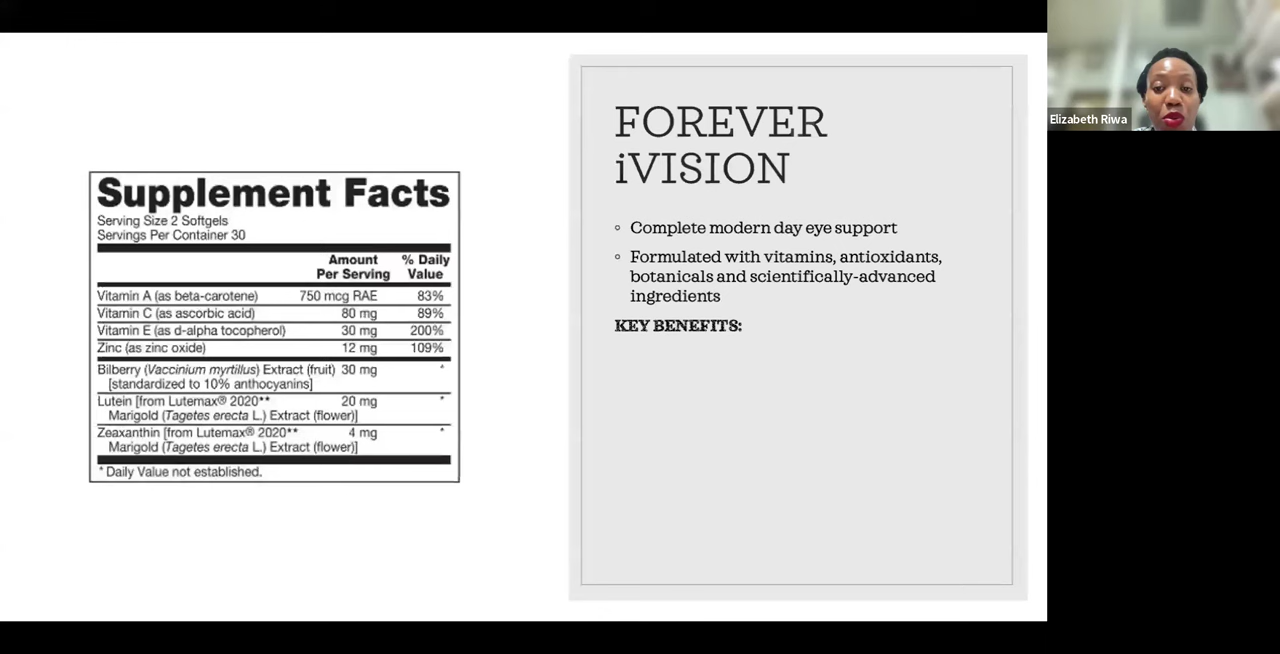 Supplement Facts
Serving Size 2 Softgels
Servings Per Container 30
Amount Per Serving % Daily Value
Vitamin A (as beta-carotene) 750 mcg RAE 83%
Vitamin C (as ascorbic acid) 80 mg 89%
Vitamin E (as d-alpha tocopherol) 30 mg 200%
Zinc (as zinc oxide) 12 mg 109%
Bilberry (Vaccinium myrtillus) Extract (fruit) 30 mg *
[standardized to 10% anthocyanins]
Lutein [from Lutemax® 2020** 20 mg *
Marigold (Tagetes erecta L.) Extract (flower)]
Zeaxanthin [from Lutemax® 2020** 4 mg *
Marigold (Tagetes erecta L.) Extract (flower)]
* Daily Value not established.
FOREVER
iVISION
Complete modern day eye support
Formulated with vitamins, antioxidants,
botanicals and scientifically-advanced
ingredients
KEY BENEFITS:
Elizabeth Riwa